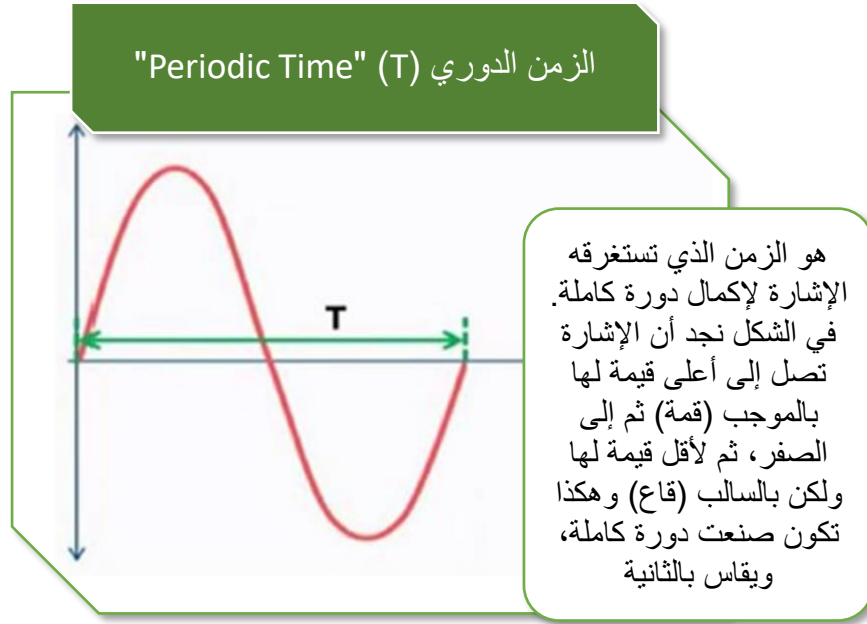 الزمن الدوري (T) "Periodic Time"
T
هو الزمن الذي تستغرقه
الإشارة لإكمال دورة كاملة.
في الشكل نجد أن الإشارة
تصل إلى أعلى قيمة لها
بالموجب (قمة) ثم إلى
الصفر، ثم لأقل قيمة لها
ولكن بالسالب (قاع) وهكذا
تكون صنعت دورة كاملة،
ويقاس بالثانية